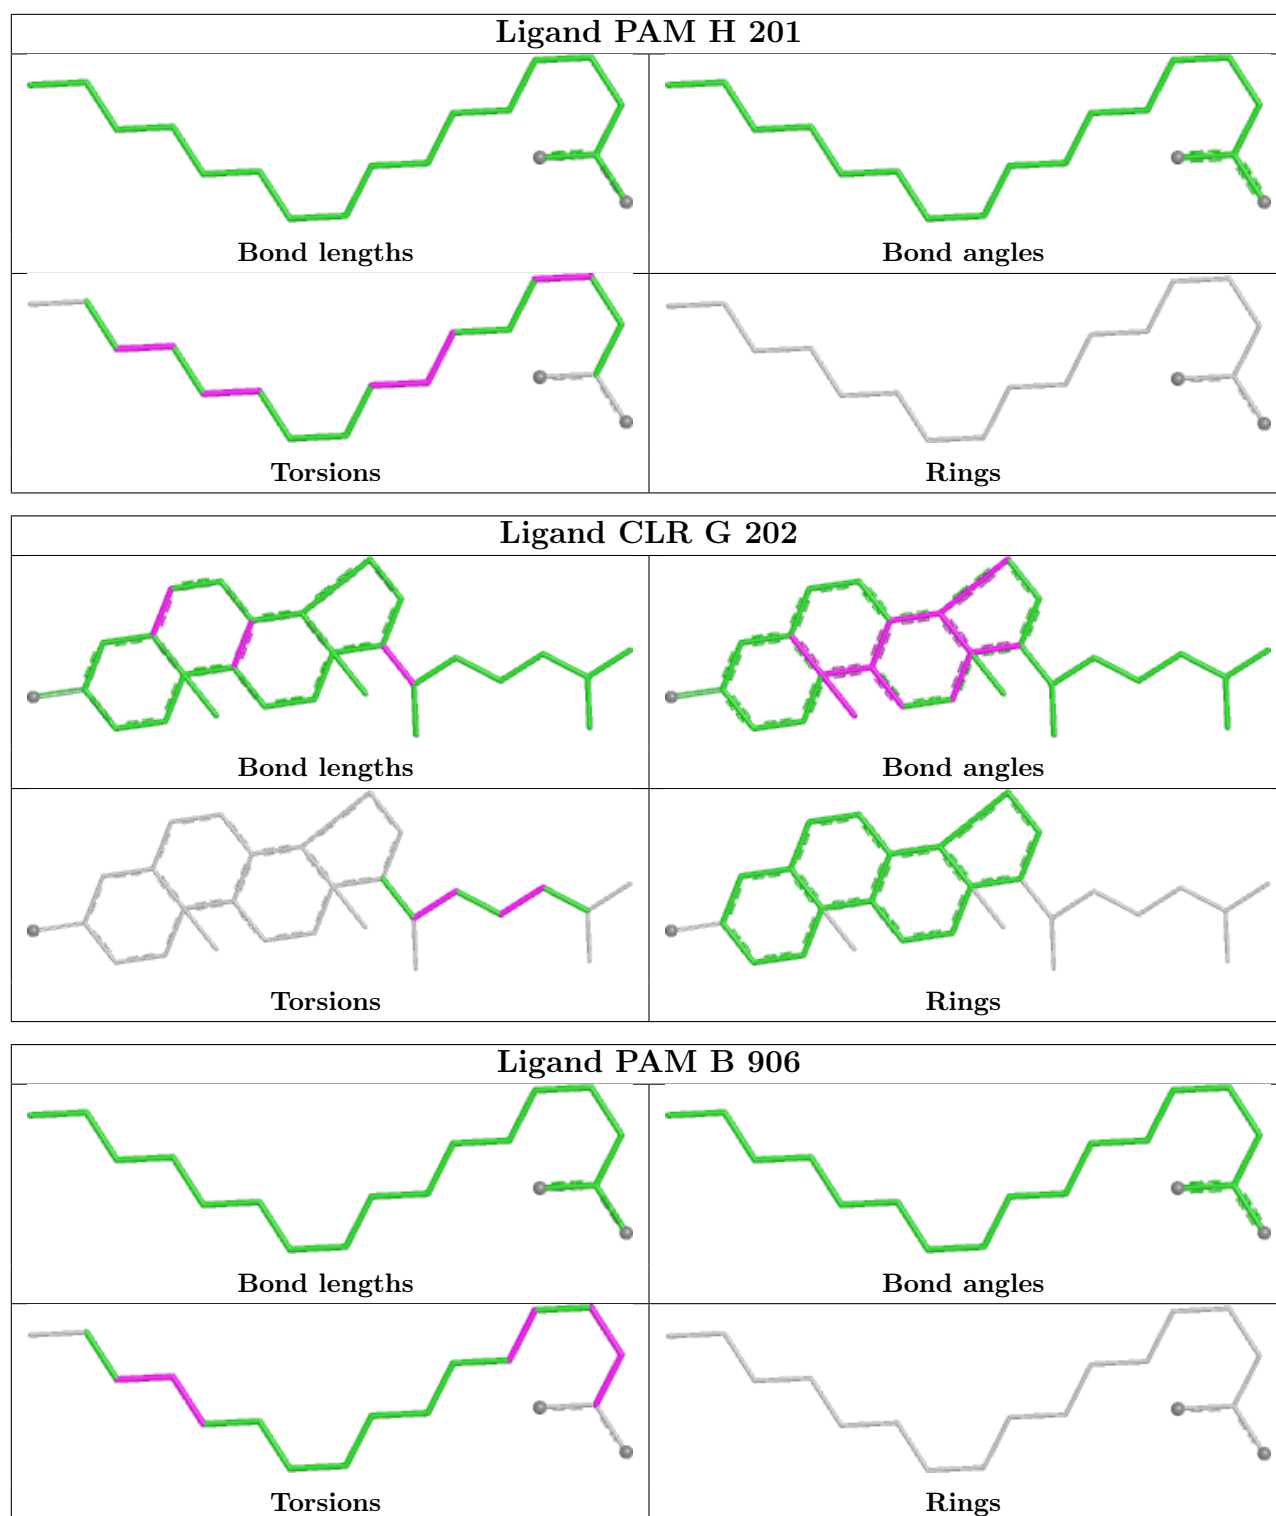 Ligand PAM H 201
Bond lengths
Bond angles
Torsions
Rings
Ligand CLR G 202
Bond lengths
Bond angles
Torsions
Rings
Ligand PAM B 906
Bond lengths
Bond angles
Torsions
Rings